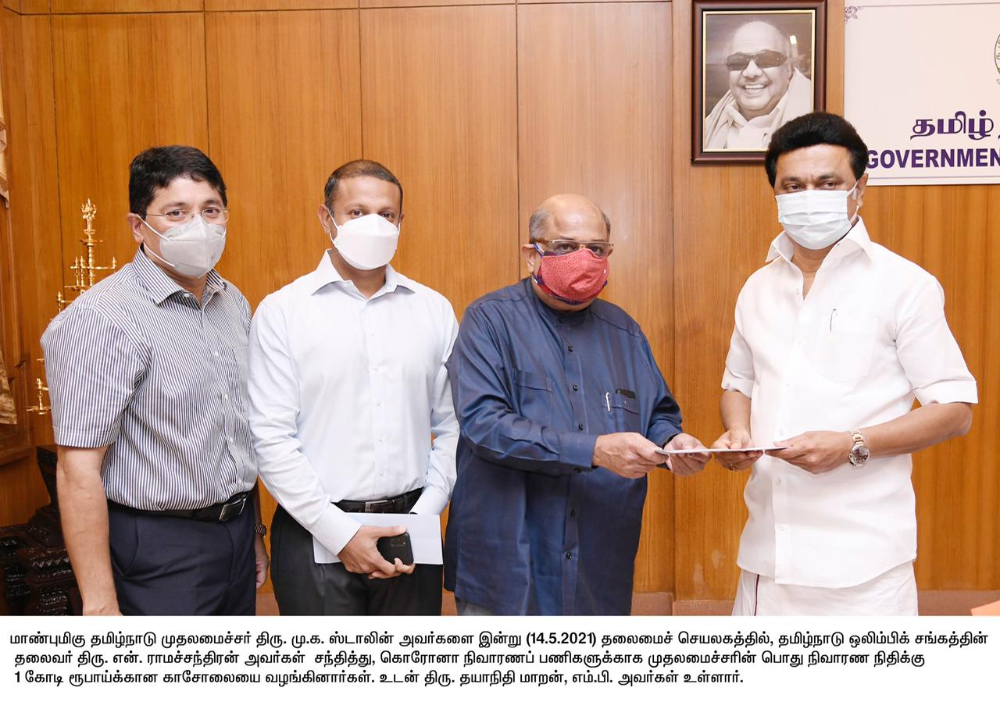 தமிழ்
GOVERNMEN
மாண்புமிகு தமிழ்நாடு முதலமைச்சர் திரு. மு.க. ஸ்டாலின் அவர்களை இன்று (14.5.2021) தலைமைச் செயலகத்தில், தமிழ்நாடு ஒலிம்பிக் சங்கத்தின்
தலைவர் திரு. என். ராமச்சந்திரன் அவர்கள் சந்தித்து, கொரோனா நிவாரணப் பணிகளுக்காக முதலமைச்சரின் பொது நிவாரண நிதிக்கு
1 கோடி ரூபாய்க்கான காசோலையை வழங்கினார்கள். உடன் திரு. தயாநிதி மாறன், எம்.பி. அவர்கள் உள்ளார்.